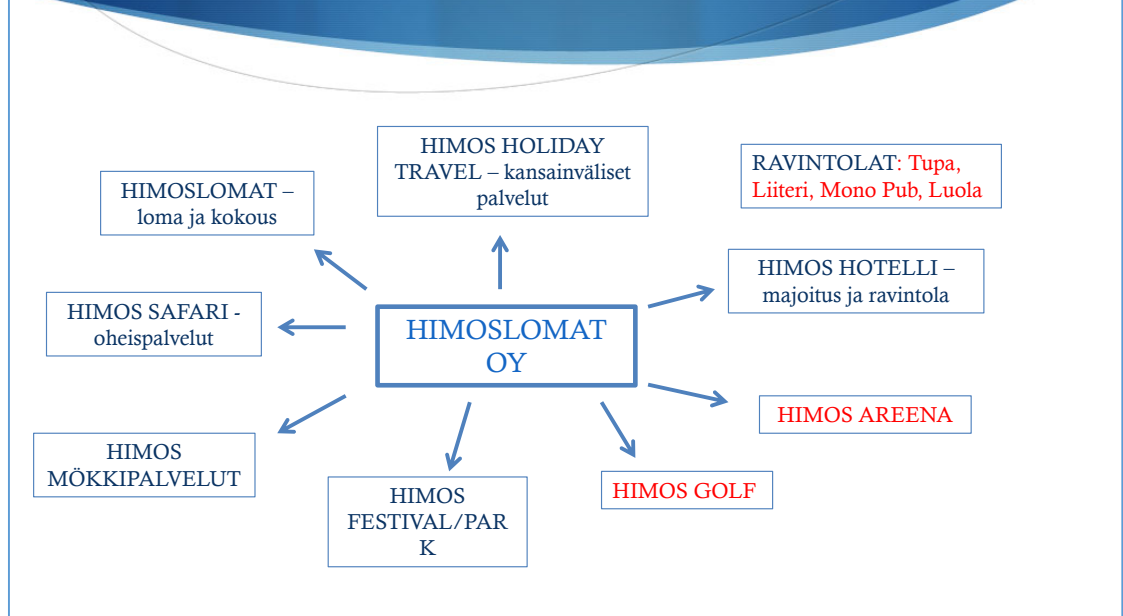 HIMOS HOLIDAY
TRAVEL – kansainväliset
palvelut
RAVINTOLAT: Tupa,
Liiteri, Mono Pub, Luola
HIMOSLOMAT –
loma ja kokous
HIMOS HOTELLI –
majoitus ja ravintola
HIMOS SAFARI -
oheispalvelut
HIMOSLOMAT
OY
HIMOS AREENA
HIMOS
MÖKKIPALVELUT
HIMOS GOLF
HIMOS
FESTIVAL/PAR
K